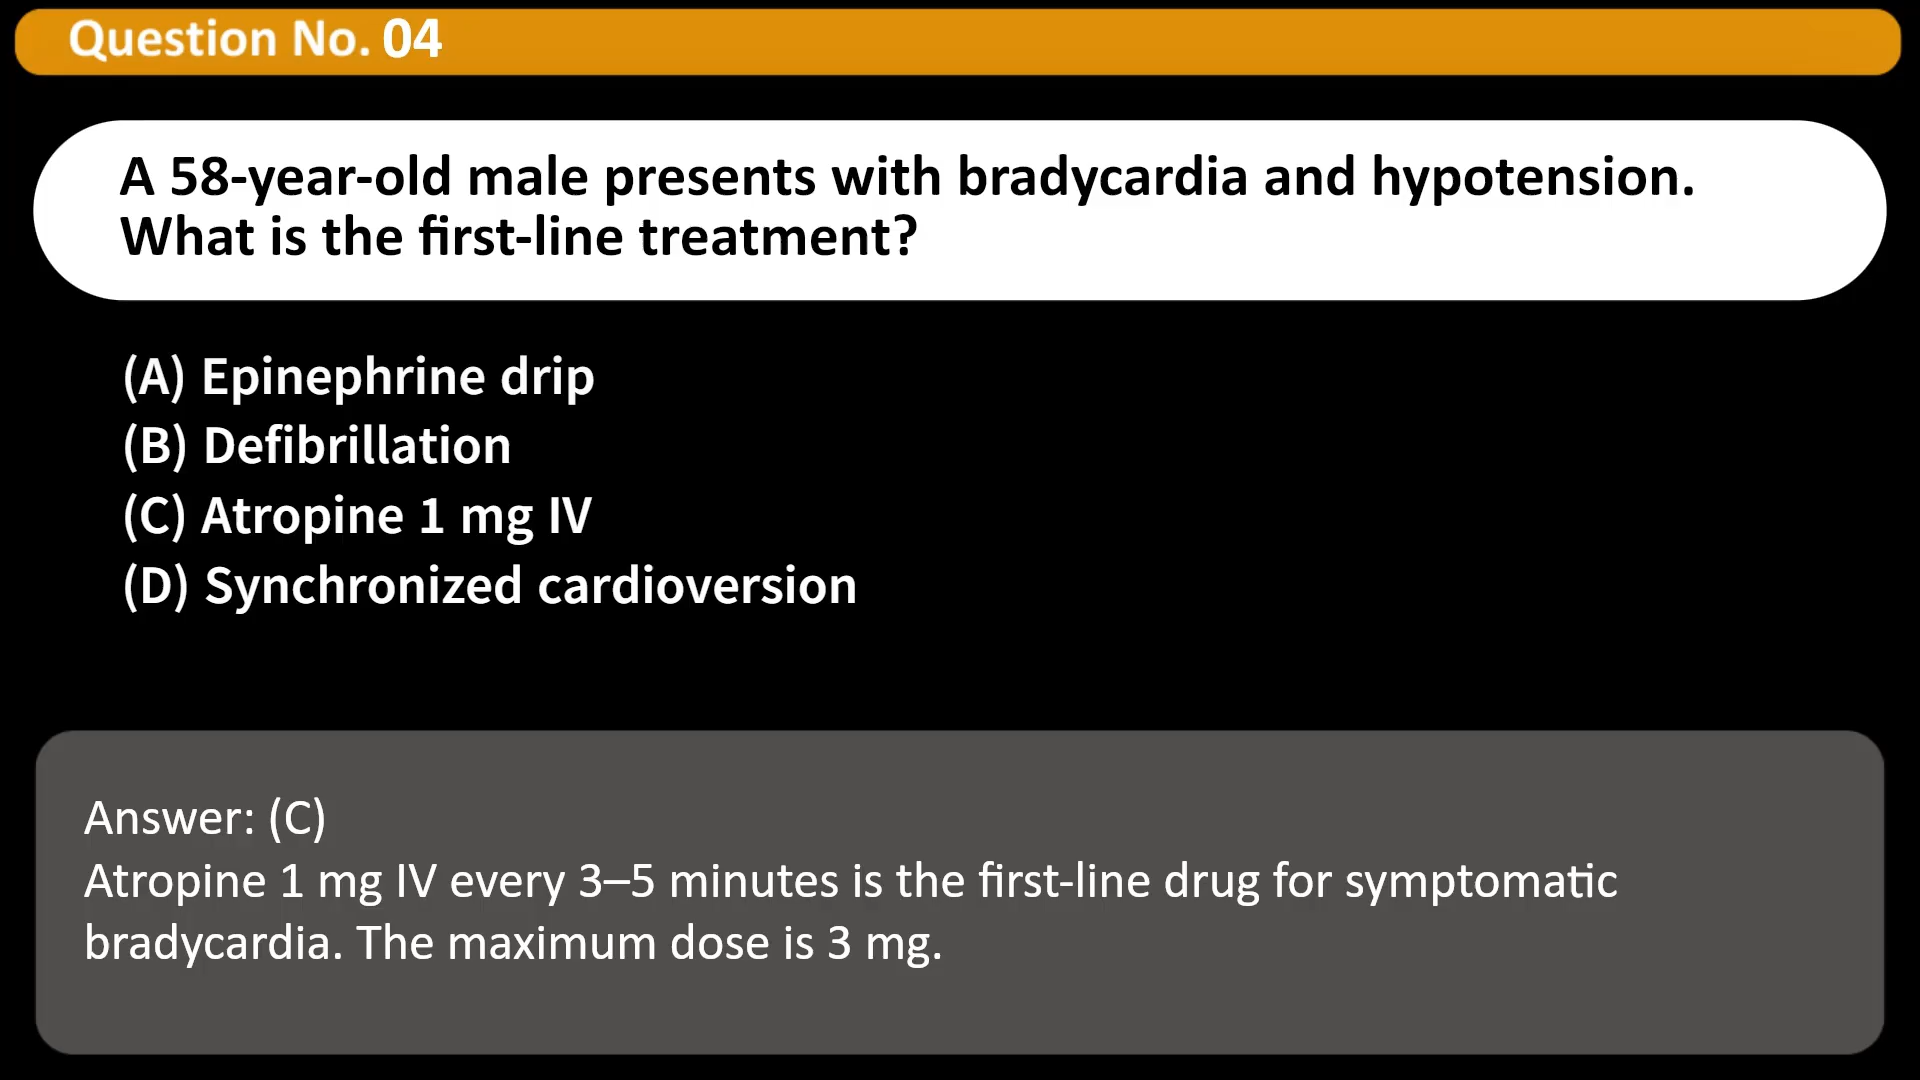 Question No. 04
A 58-year-old male presents with bradycardia and hypotension.
What is the first-line treatment?
(A) Epinephrine drip
(B) Defibrillation
(C) Atropine 1 mg IV
(D) Synchronized cardioversion
Answer: (C)
Atropine 1 mg IV every 3–5 minutes is the first-line drug for symptomatic
bradycardia. The maximum dose is 3 mg.